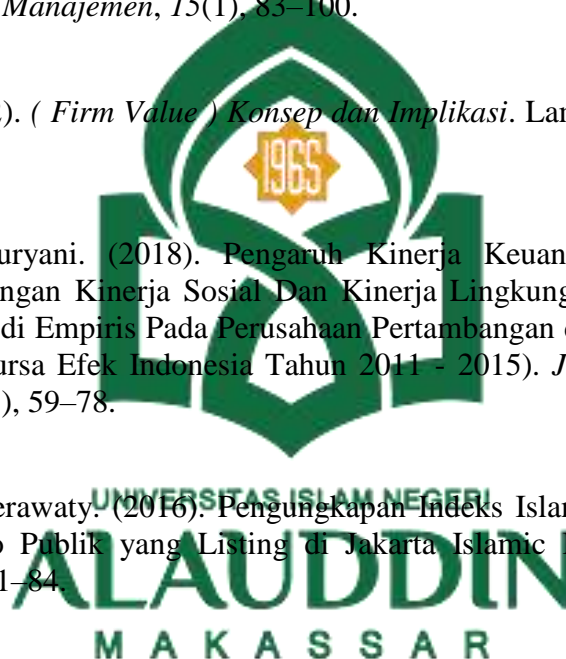 Manajemen, 15(1), 83–100.
). ( Firm Value ) Konsep dan Implikasi. Lar
1965
uryani. (2018). Pengaruh Kinerja Keuan
ngan Kinerja Sosial Dan Kinerja Lingkung
di Empiris Pada Perusahaan Pertambangan
ursa Efek Indonesia Tahun 2011 - 2015). J
), 59–78.
UNIVERSITAS ISLAM NEGERI
erawaty. (2016). Pengungkapan Indeks Islam
Publik yang Listing di Jakarta Islamic
1–84.
ALAUDDIN
MAKASSAR